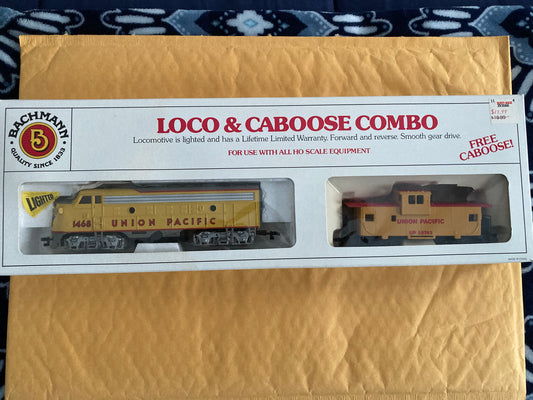 BACHMANN
QUALITY SINCE 1833
LOCO & CABOOSE COMBO
Locomotive is lighted and has a Lifetime Limited Warranty. Forward and reverse. Smooth gear drive.
FOR USE WITH ALL HO SCALE EQUIPMENT
FREE
CABOOSE!
LIGHTED
1468 UNION PACIFIC
UNION PACIFIC